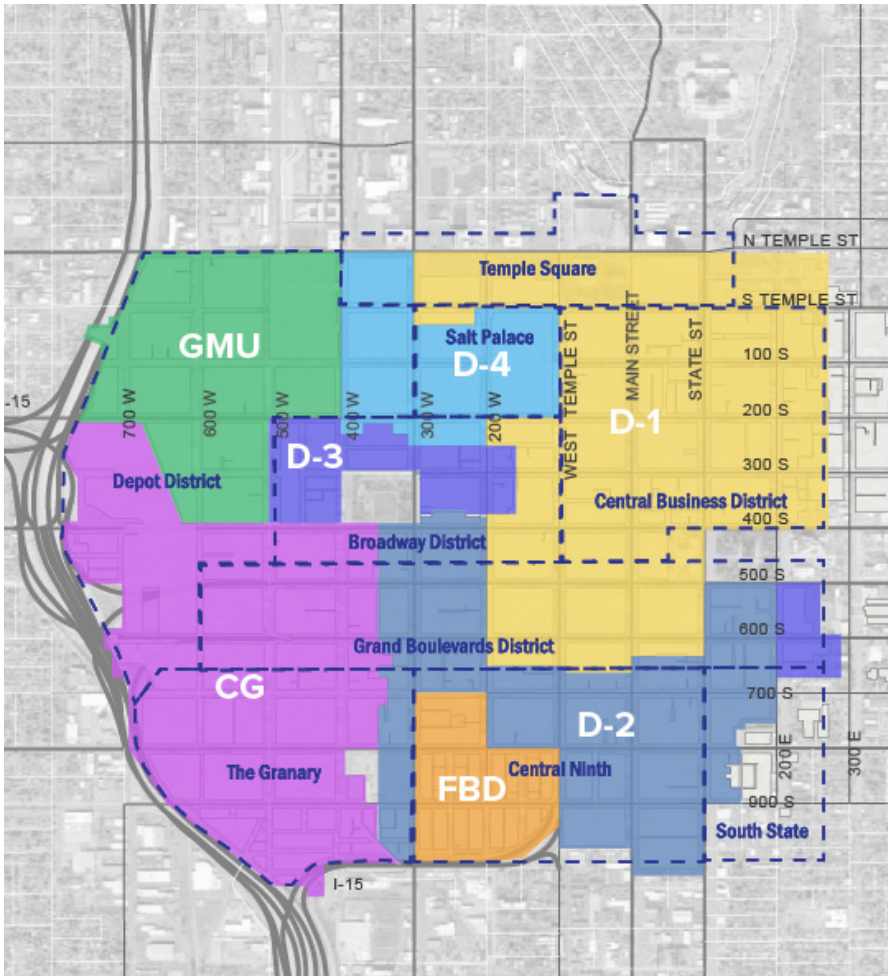 N TEMPLE ST
Temple Square
S TEMPLE ST
GMU
Salt Palace
D-4
WEST TEMPLE ST
MAIN STREET
STATE ST
100 S
-15
700 W
600 W
500 W
400 W
300 W
200 W
200 S
D-1
D-3
300 S
Depot District
Central Business District
400 S
Broadway District
500 S
600 S
Grand Boulevards District
CG
700 S
D-2
200 E
300 E
The Granary
Central Ninth
FBD
900 S
South State
I-15